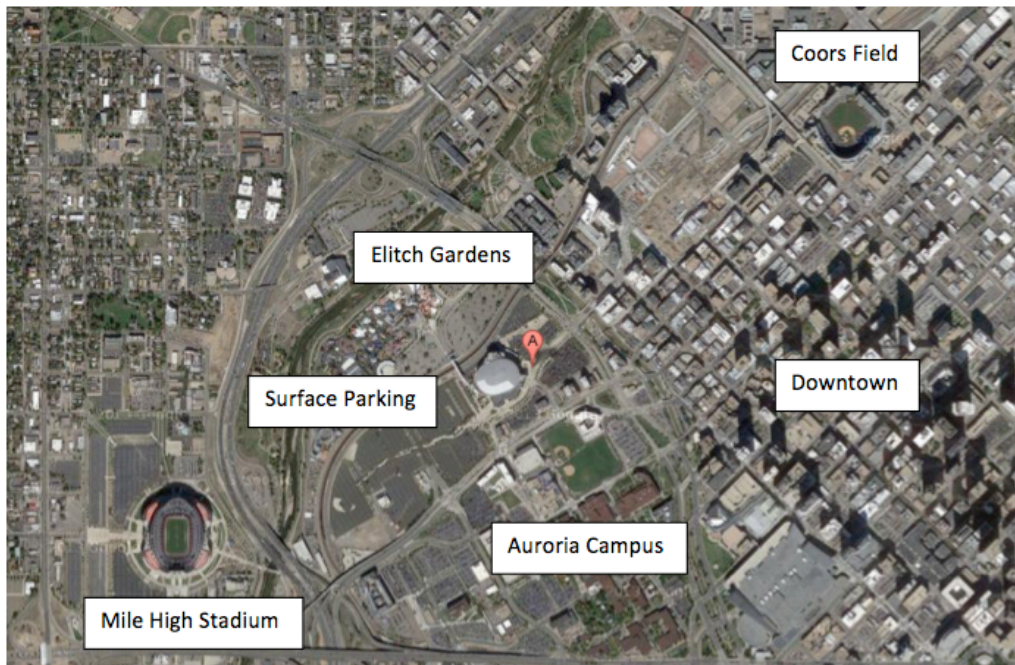 Coors Field
Elitch Gardens
A
Surface Parking
Downtown
Auroria Campus
Mile High Stadium